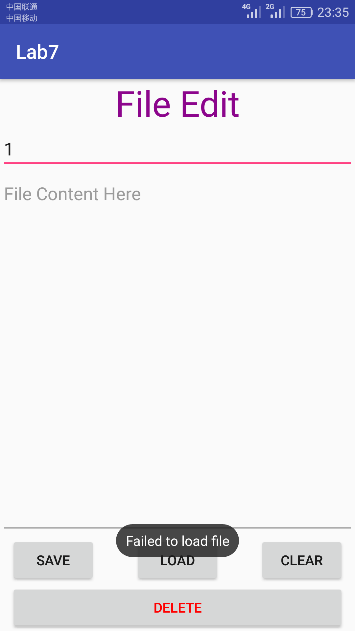 中国联通
中国移动
4G 2G 75 23:35
Lab7
File Edit
1
File Content Here
Failed to load file
SAVE LOAD CLEAR
DELETE